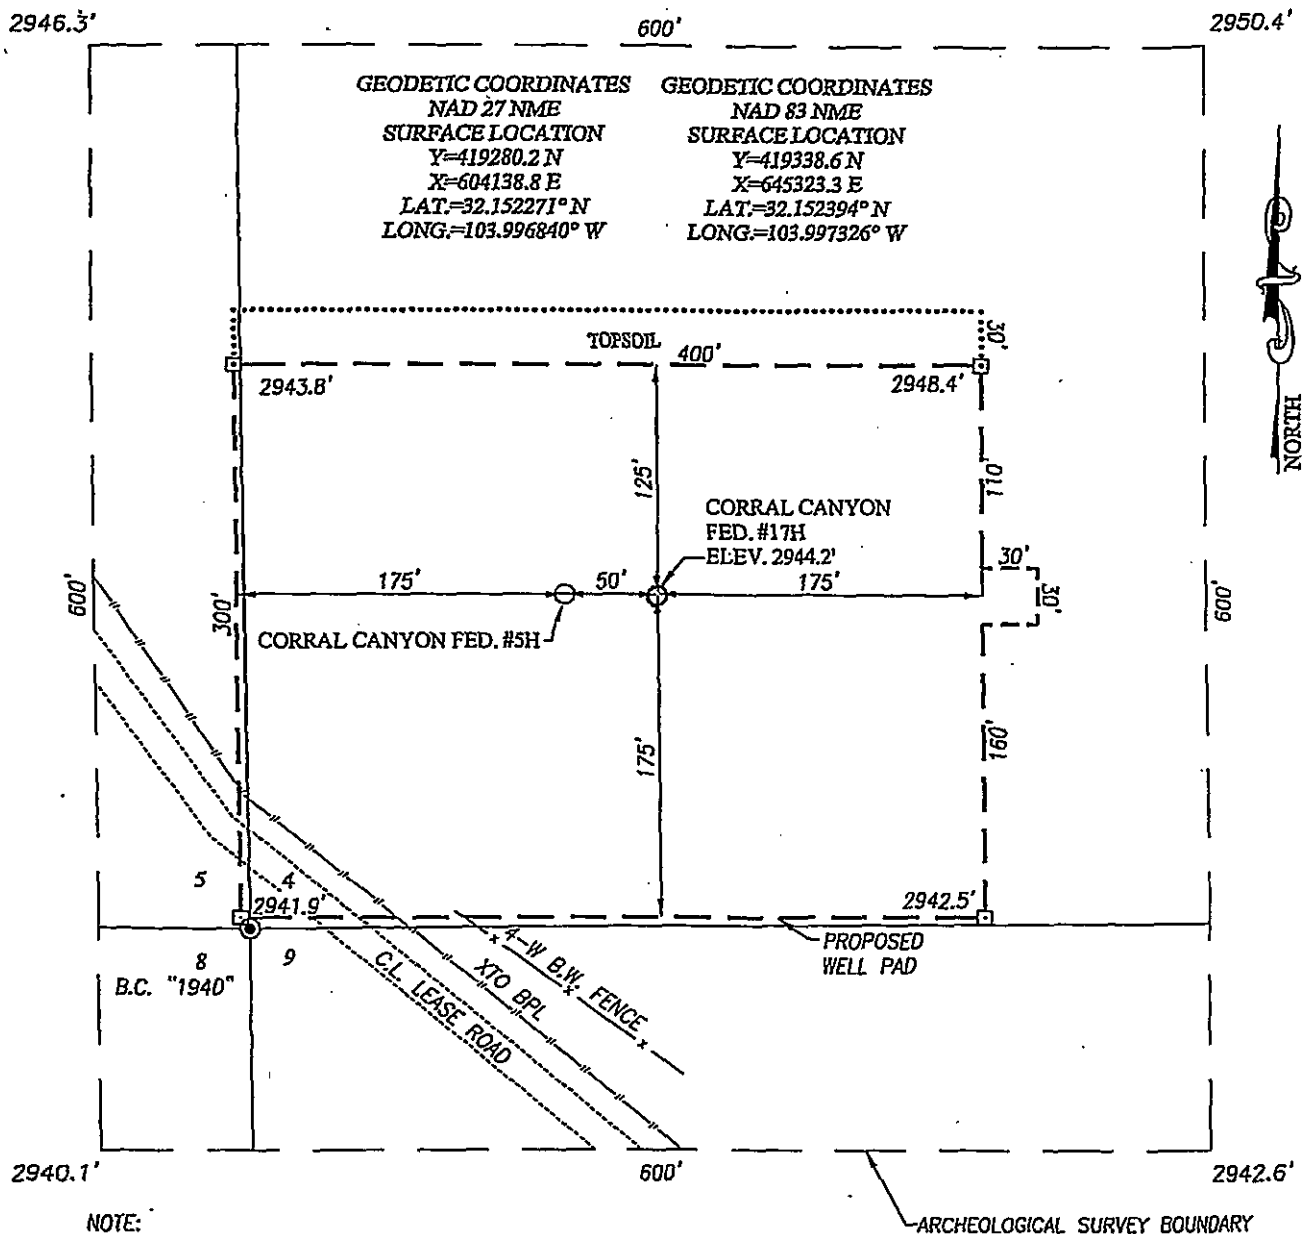 2946.3'
600'
2950.4'
GEODETIC COORDINATES
NAD 27 NME
SURFACE LOCATION
Y=419280.2 N
X=604138.8 E
LAT.=32.152271° N
LONG.=103.996840° W
GEODETIC COORDINATES
NAD 83 NME
SURFACE LOCATION
Y=419338.6 N
X=645323.3 E
LAT.=32.152394° N
LONG.=103.997326° W
NORTH
TOPSOIL
400'
30'
2943.8'
2948.4'
125'
110'
CORRAL CANYON
FED. #17H
ELEV. 2944.2'
175'
50'
175'
30'
30'
600'
300'
600'
CORRAL CANYON FED. #5H
175'
160'
5
4
2941.9'
2942.5'
8
9
B.C. "1940"
C.L. LEASE ROAD
XTO BPL
4-W B.W. FENCE
PROPOSED
WELL PAD
2940.1'
600'
2942.6'
NOTE:
ARCHEOLOGICAL SURVEY BOUNDARY